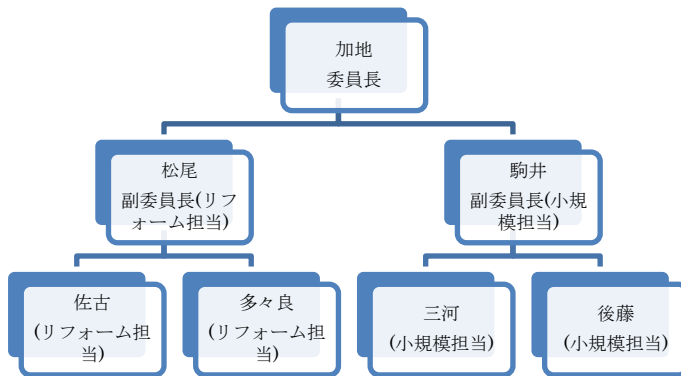 加地
委員長
松尾
副委員長(リフ
ォーム担当)
駒井
副委員長(小規
模担当)
佐古
(リフォーム担
当)
多々良
(リフォーム担
当)
三河
(小規模担当)
後藤
(小規模担当)